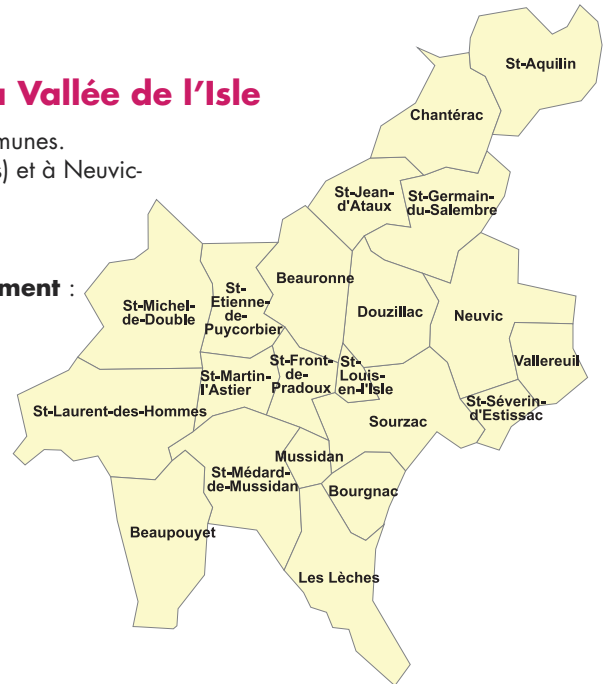 Vallée de l'Isle
munes.
) et à Neuvic-
ment :
St-Aquilin
Chantérac
St-Jean-
d'Ataux
St-Germain-
du-Salembre
Beauronne
St-Michel-
de-Double
St-
Etienne-
de-
Puycorbier
Douzillac
Neuvic
Vallereuil
St-Front-
de-
Pradoux
St-
Louis-
en-l'Isle
St-Martin-
l'Astier
St-Laurent-des-Hommes
St-Séverin-
d'Estissac
Sourzac
Mussidan
St-Médard-
de-Mussidan
Bourgnac
Beaupouyet
Les Lèches